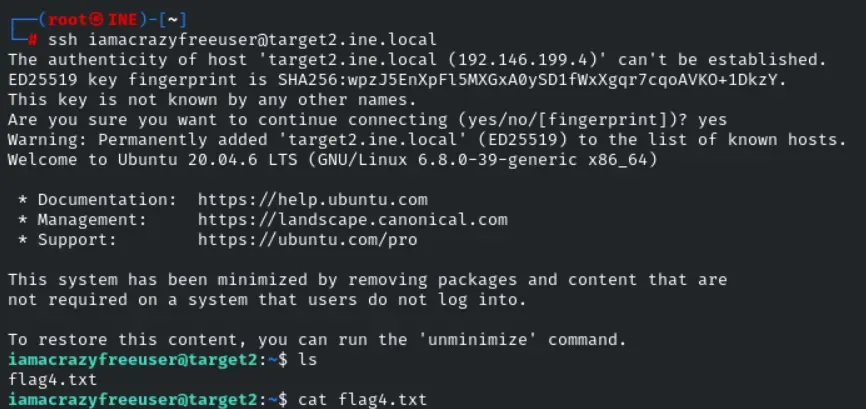 ┌──(root㉿INE)-[~]
└─# ssh iamacrazyfreeuser@target2.ine.local
The authenticity of host 'target2.ine.local (192.146.199.4)' can't be established.
ED25519 key fingerprint is SHA256:wpzJ5EnXpFl5MXGxA0ySD1fWxXgqr7cqoAVKO+1DkzY.
This key is not known by any other names.
Are you sure you want to continue connecting (yes/no/[fingerprint])? yes
Warning: Permanently added 'target2.ine.local' (ED25519) to the list of known hosts.
Welcome to Ubuntu 20.04.6 LTS (GNU/Linux 6.8.0-39-generic x86_64)
* Documentation:  https://help.ubuntu.com
* Management:     https://landscape.canonical.com
* Support:        https://ubuntu.com/pro
This system has been minimized by removing packages and content that are
not required on a system that users do not log into.
To restore this content, you can run the 'unminimize' command.
iamacrazyfreeuser@target2:~$ ls
flag4.txt
iamacrazyfreeuser@target2:~$ cat flag4.txt